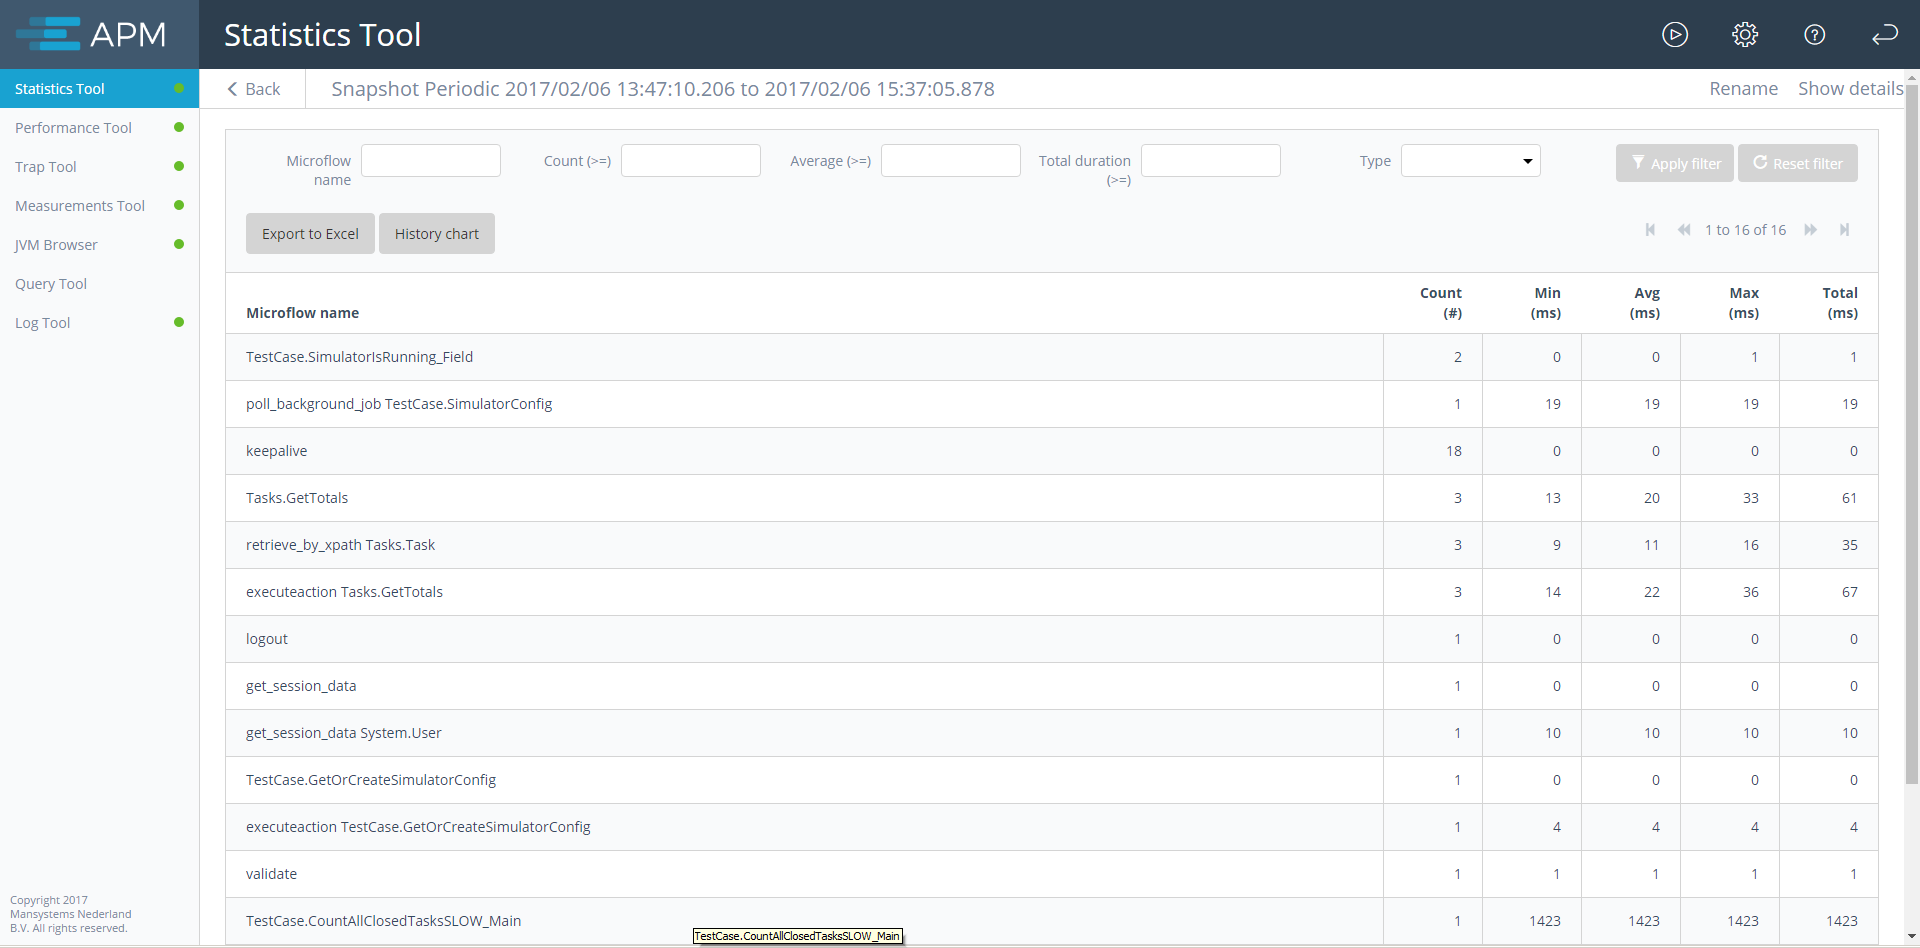 APM
Statistics Tool
Statistics Tool
Performance Tool
Trap Tool
Measurements Tool
JVM Browser
Query Tool
Log Tool
Copyright 2017
Mansystems Nederland
B.V. All rights reserved.
Back
Snapshot Periodic 2017/02/06 13:47:10.206 to 2017/02/06 15:37:05.878
Rename Show details
Microflow
name
Count (>=)
Average (>=)
Total duration
(>=)
Type
Apply filter
Reset filter
Export to Excel
History chart
1 to 16 of 16
Microflow name Count (#) Min (ms) Avg (ms) Max (ms) Total (ms)
TestCase.SimulatorIsRunning_Field 2 0 0 1 1
poll_background_job TestCase.SimulatorConfig 1 19 19 19 19
keepalive 18 0 0 0 0
Tasks.GetTotals 3 13 20 33 61
retrieve_by_xpath Tasks.Task 3 9 11 16 35
executeaction Tasks.GetTotals 3 14 22 36 67
logout 1 0 0 0 0
get_session_data 1 0 0 0 0
get_session_data System.User 1 10 10 10 10
TestCase.GetOrCreateSimulatorConfig 1 0 0 0 0
executeaction TestCase.GetOrCreateSimulatorConfig 1 4 4 4 4
validate 1 1 1 1 1
TestCase.CountAllClosedTasksSLOW_Main 1 1423 1423 1423 1423
TestCase.CountAllClosedTasksSLOW_Main